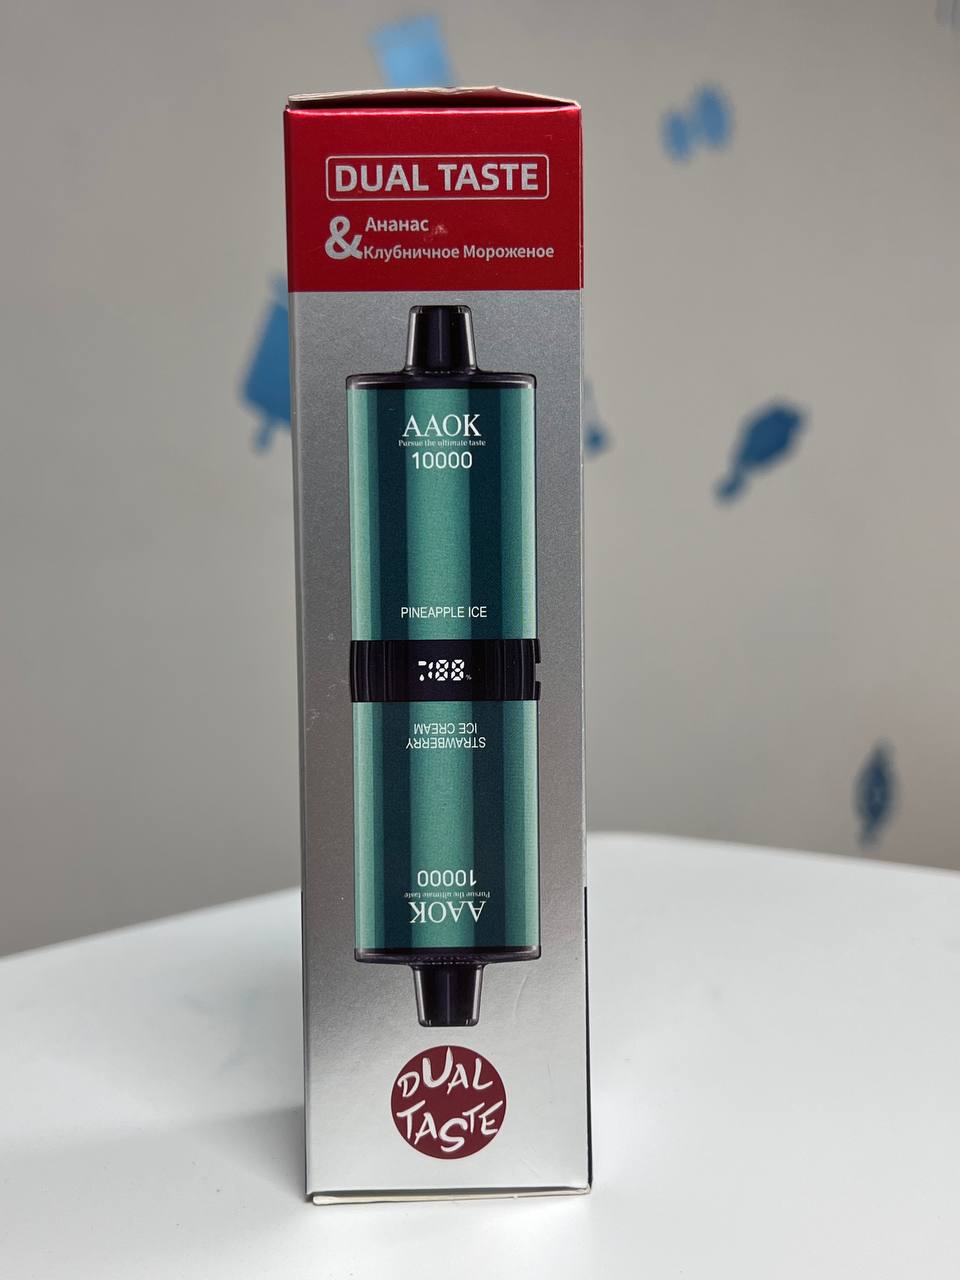 DUAL TASTE
& Ананас
Клубничное Мороженое
AAOK
Pursue the ultimate taste
10000
PINEAPPLE ICE
188%
STRAWBERRY
ICE CREAM
10000
Pursue the ultimate taste
AAOK
DUAL
TASTE